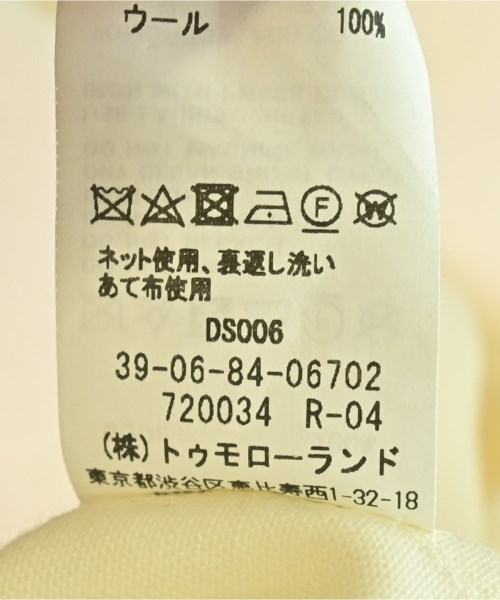 ウール 100%
F W
ネット使用、裏返し洗い
あて布使用
DS006
39-06-84-06702
720034 R-04
(株)トゥモローランド
東京都渋谷区恵比寿西1-32-18